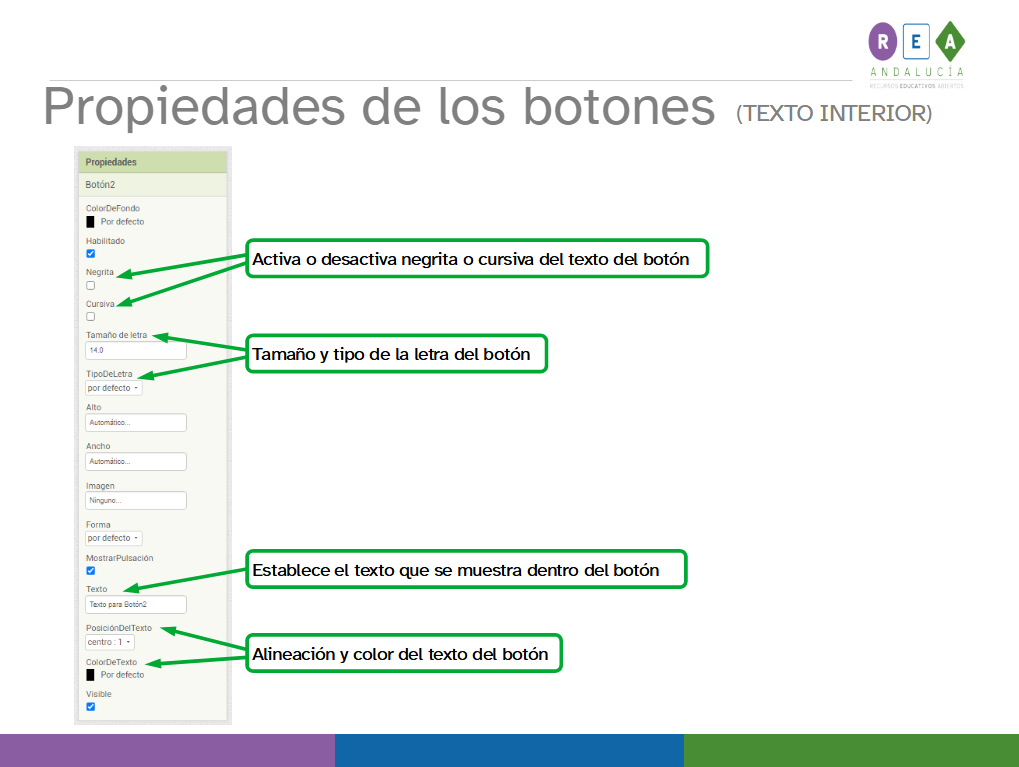 R E A
ANDALUCÍA
RECURSOS EDUCATIVOS ABIERTOS
Propiedades de los botones (TEXTO INTERIOR)
Propiedades
Botón2
ColorDeFondo
Por defecto
Habilitado
Negrita
Activa o desactiva negrita o cursiva del texto del botón
Cursiva
Tamaño de letra
14.0
Tamaño y tipo de la letra del botón
TipoDeLetra
por defecto
Alto
Automático...
Ancho
Automático...
Imagen
Ninguno...
Forma
por defecto
MostrarPulsación
Establece el texto que se muestra dentro del botón
Texto
Texto para Botón2
PosiciónDelTexto
centro : 1
Alineación y color del texto del botón
ColorDeTexto
Por defecto
Visible